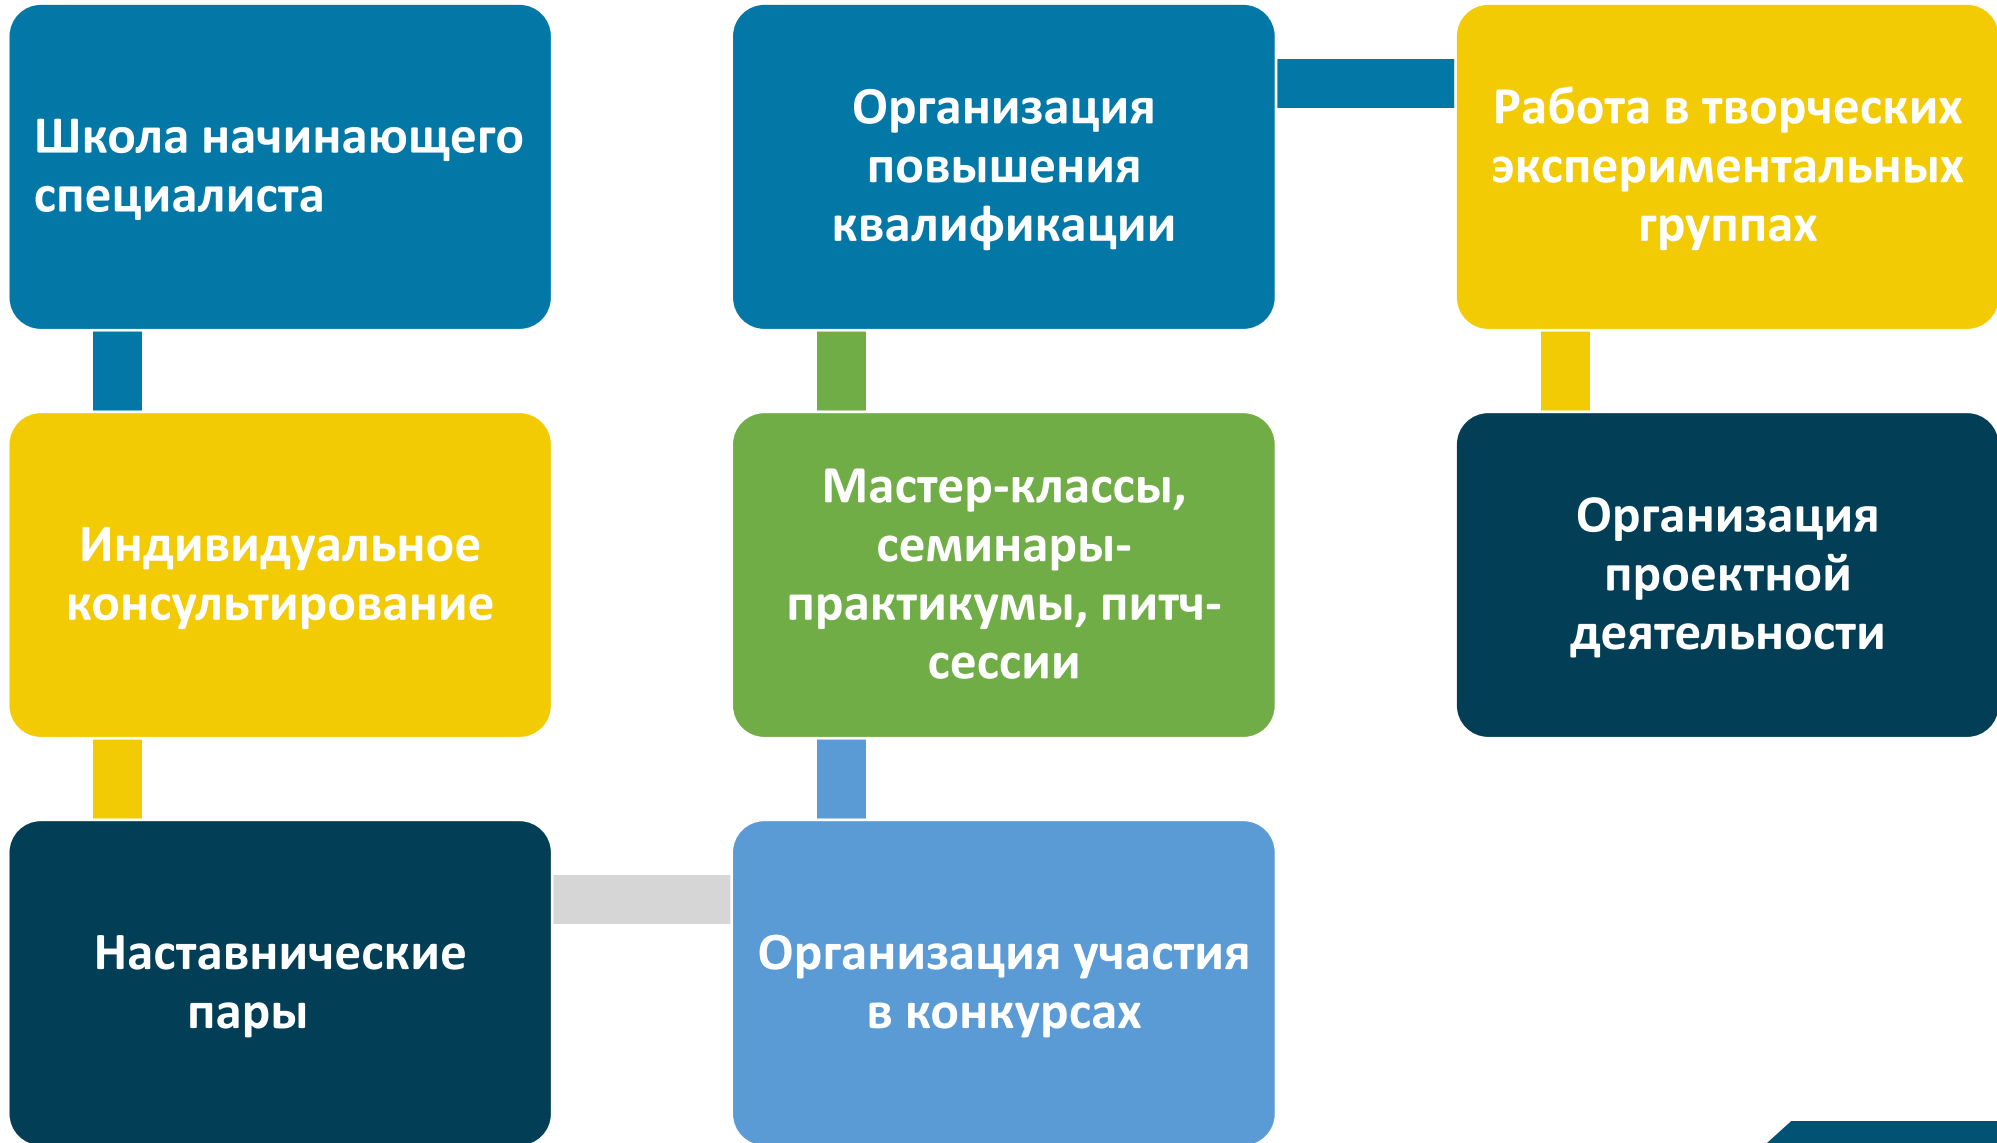 Школа начинающего
специалиста
Индивидуальное
консультирование
Наставнические
пары
Организация участия
в конкурсах
Мастер-классы,
семинары-
практикумы, питч-
сессии
Организация
повышения
квалификации
Работа в творческих
экспериментальных
группах
Организация
проектной
деятельности